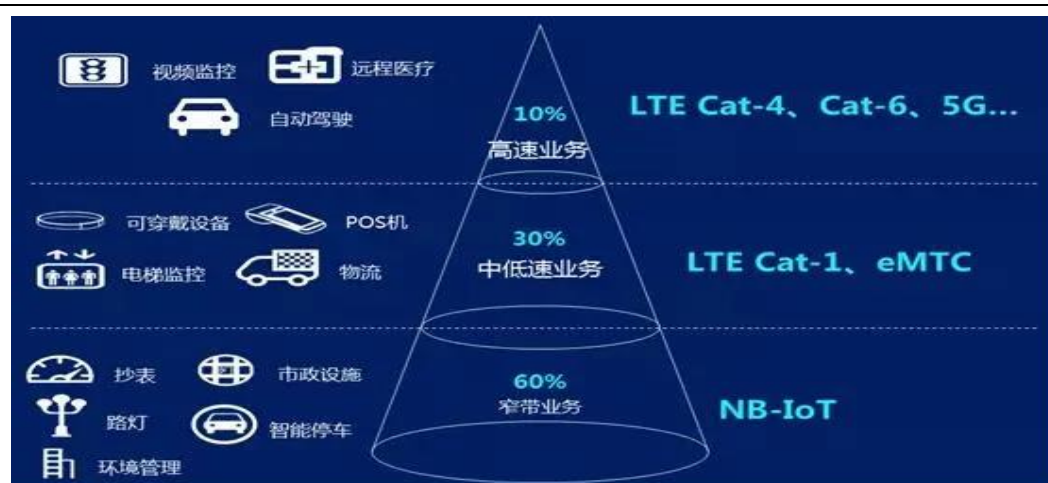 视频监控 远程医疗
自动驾驶
10%
高速业务
LTE Cat-4、Cat-6、5G...
可穿戴设备 POS机
电梯监控 物流
30%
中低速业务
LTE Cat-1、eMTC
抄表 市政设施
路灯 智能停车
环境管理
60%
窄带业务
NB-IoT